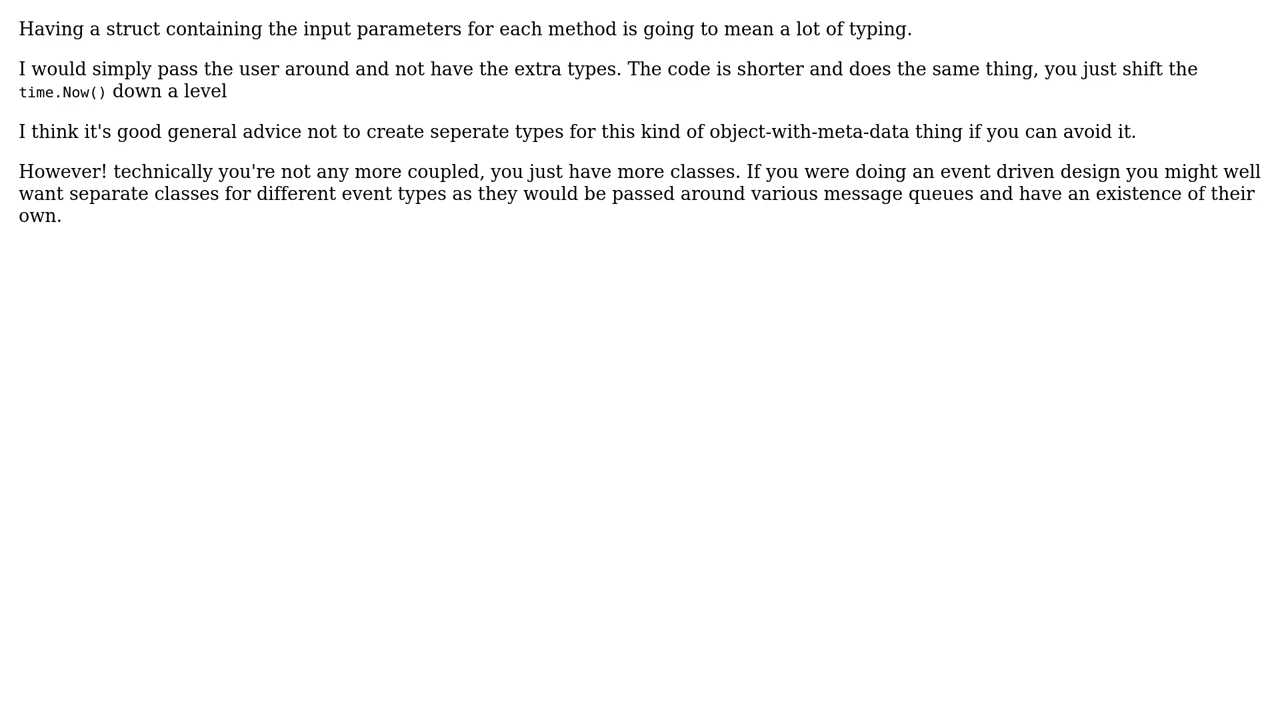 Having a struct containing the input parameters for each method is going to mean a lot of typing.
I would simply pass the user around and not have the extra types. The code is shorter and does the same thing, you just shift the
time.Now() down a level
I think it's good general advice not to create seperate types for this kind of object-with-meta-data thing if you can avoid it.
However! technically you're not any more coupled, you just have more classes. If you were doing an event driven design you might well
want separate classes for different event types as they would be passed around various message queues and have an existence of their
own.